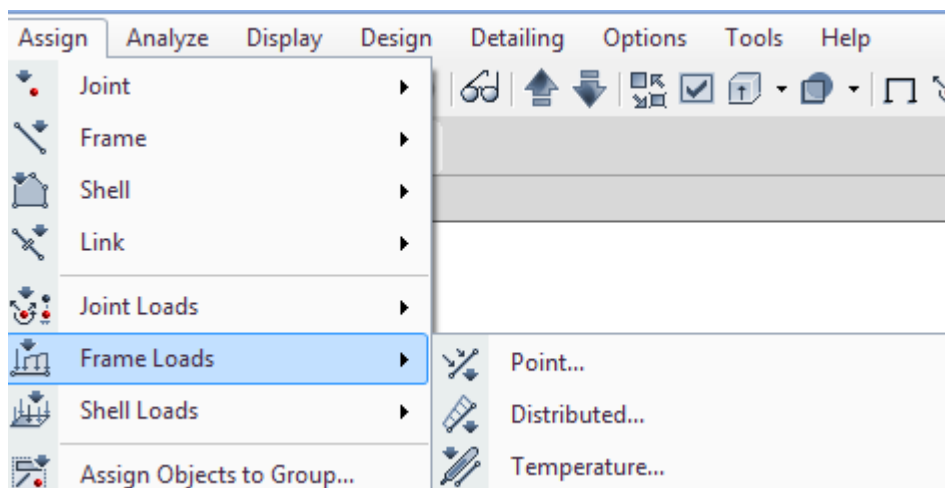 Assign Analyze Display Design Detailing Options Tools Help
Joint
Frame
Shell
Link
Joint Loads
Frame Loads
Point...
Shell Loads
Distributed...
Assign Objects to Group...
Temperature...